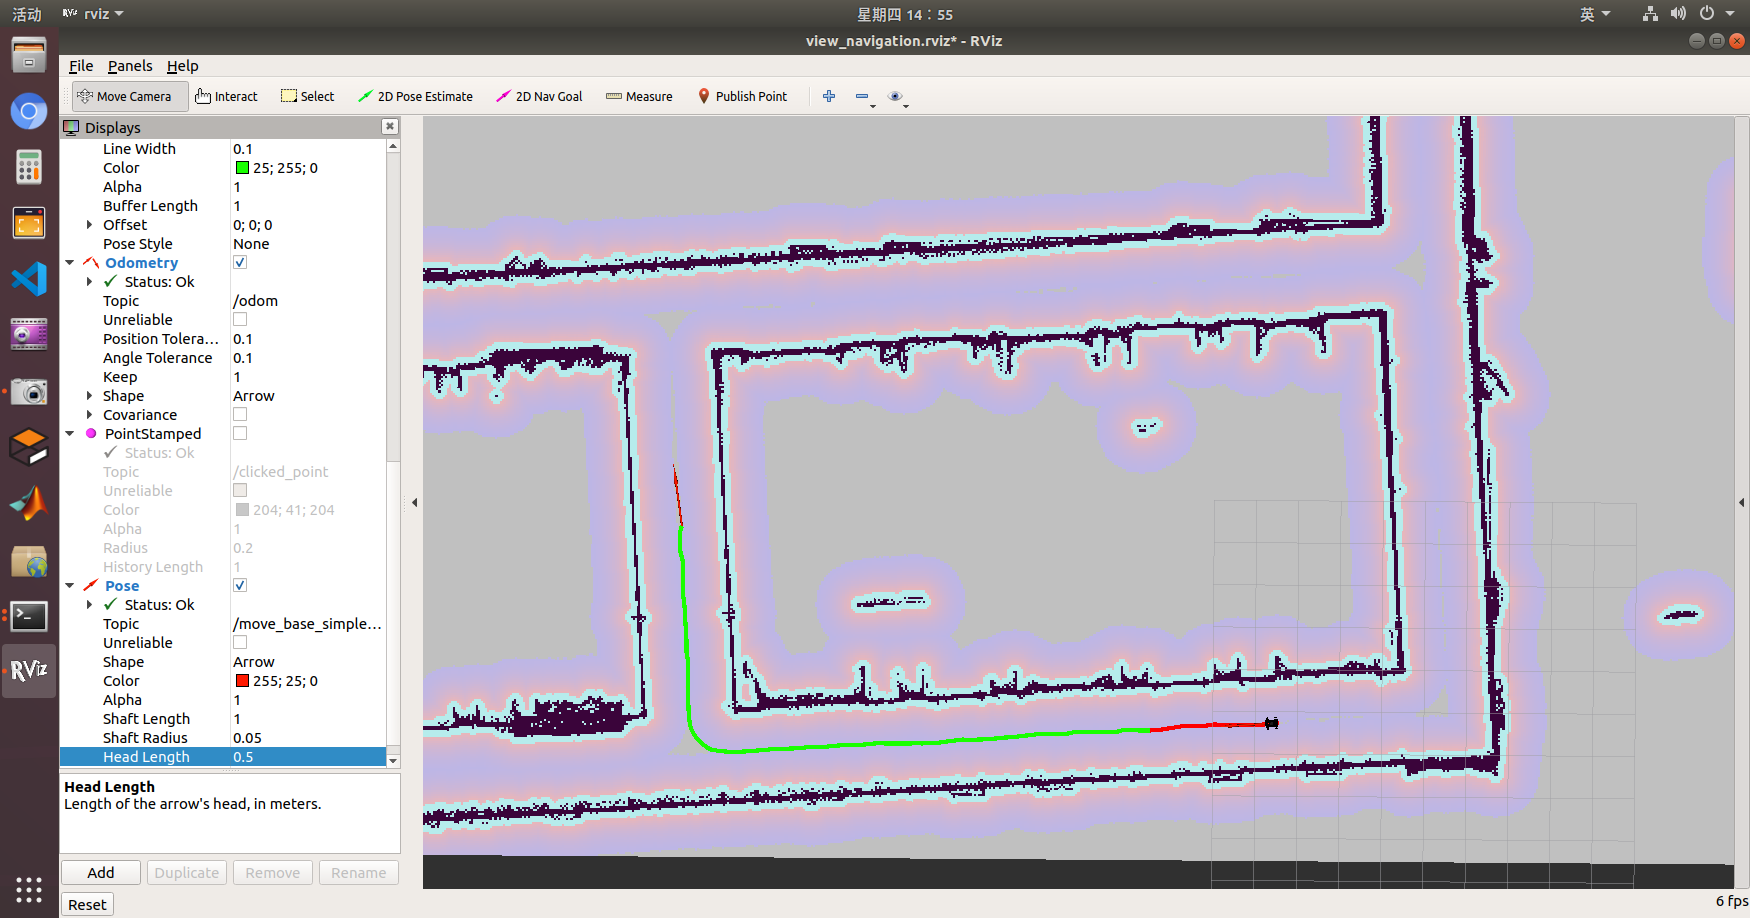 活动
rviz
星期四 14：55
英
view_navigation.rviz* - RViz
File Panels Help
Move Camera Interact Select 2D Pose Estimate 2D Nav Goal Measure Publish Point
Displays
Line Width 0.1
Color 25; 255; 0
Alpha 1
Buffer Length 1
Offset 0; 0; 0
Pose Style None
Odometry
Status: Ok
Topic /odom
Unreliable
Position Tolera… 0.1
Angle Tolerance 0.1
Keep 1
Shape Arrow
Covariance
PointStamped
Status: Ok
Topic /clicked_point
Unreliable
Color 204; 41; 204
Alpha 1
Radius 0.2
History Length 1
Pose
Status: Ok
Topic /move_base_simple…
Unreliable
Shape Arrow
Color 255; 25; 0
Alpha 1
Shaft Length 1
Shaft Radius 0.05
Head Length 0.5
Head Length
Length of the arrow's head, in meters.
Add Duplicate Remove Rename
Reset
6 fps
RViz